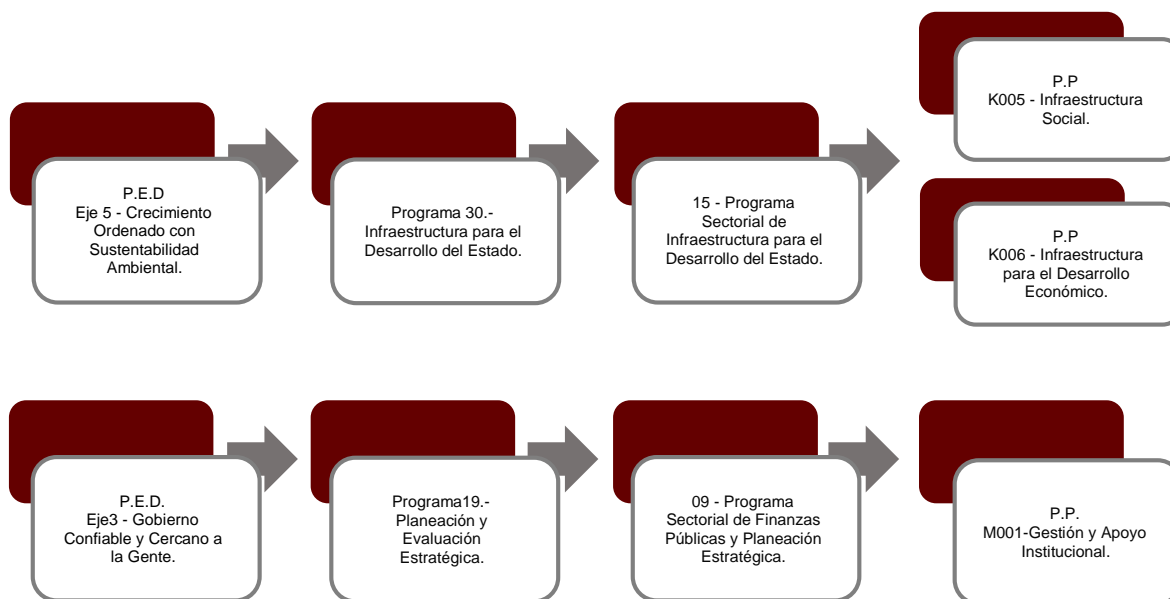 P.E.D
Eje 5 - Crecimiento
Ordenado con
Sustentabilidad
Ambiental.
Programa 30.-
Infraestructura para el
Desarrollo del Estado.
15 - Programa
Sectorial de
Infraestructura para el
Desarrollo del Estado.
P.P
K005 - Infraestructura
Social.
P.P
K006 - Infraestructura
para el Desarrollo
Económico.
P.E.D.
Eje3 - Gobierno
Confiable y Cercano a
la Gente.
Programa19.-
Planeación y
Evaluación
Estratégica.
09 - Programa
Sectorial de Finanzas
Públicas y Planeación
Estratégica.
P.P.
M001-Gestión y Apoyo
Institucional.